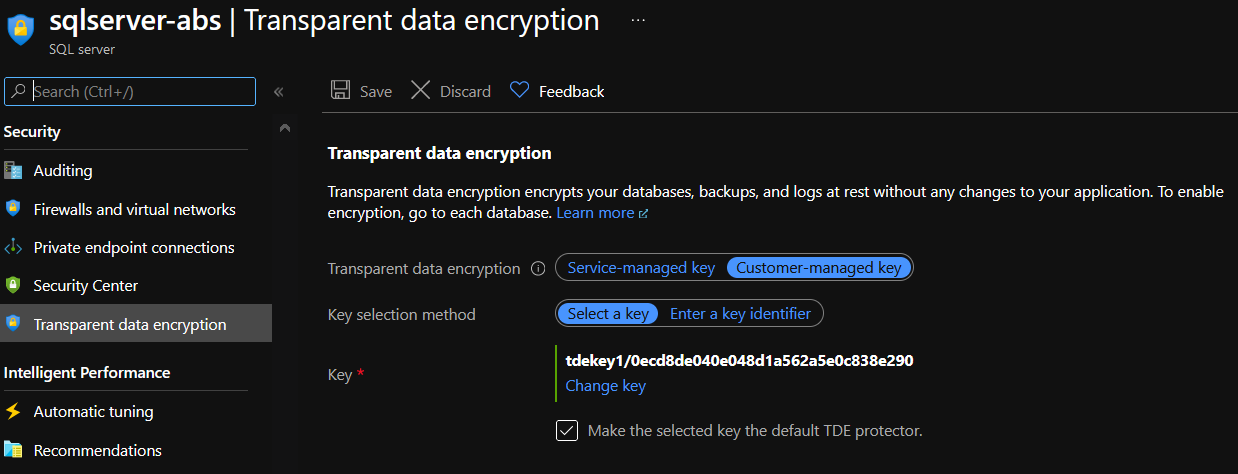 sqlserver-abs | Transparent data encryption ...
SQL server
Search (Ctrl+/)
«
Security
Auditing
Firewalls and virtual networks
Private endpoint connections
Security Center
Transparent data encryption
Intelligent Performance
Automatic tuning
Recommendations
Save Discard Feedback
Transparent data encryption
Transparent data encryption encrypts your databases, backups, and logs at rest without any changes to your application. To enable
encryption, go to each database. Learn more
Transparent data encryption Service-managed key Customer-managed key
Key selection method Select a key Enter a key identifier
Key * tdekey1/0ecd8de040e048d1a562a5e0c838e290
Change key
Make the selected key the default TDE protector.